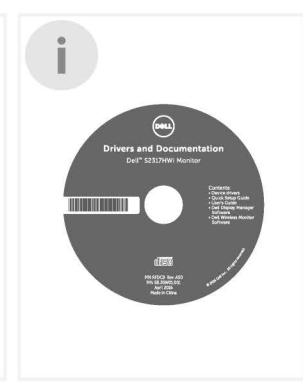 i
DELL
Drivers and Documentation
Dell™ S2317HWi Monitor
Contents:
• Device drivers
• Quick Setup Guide
• User's Guide
• Dell Display Manager
Software
• Dell Wireless Monitor
Software
April 2016
Made in China